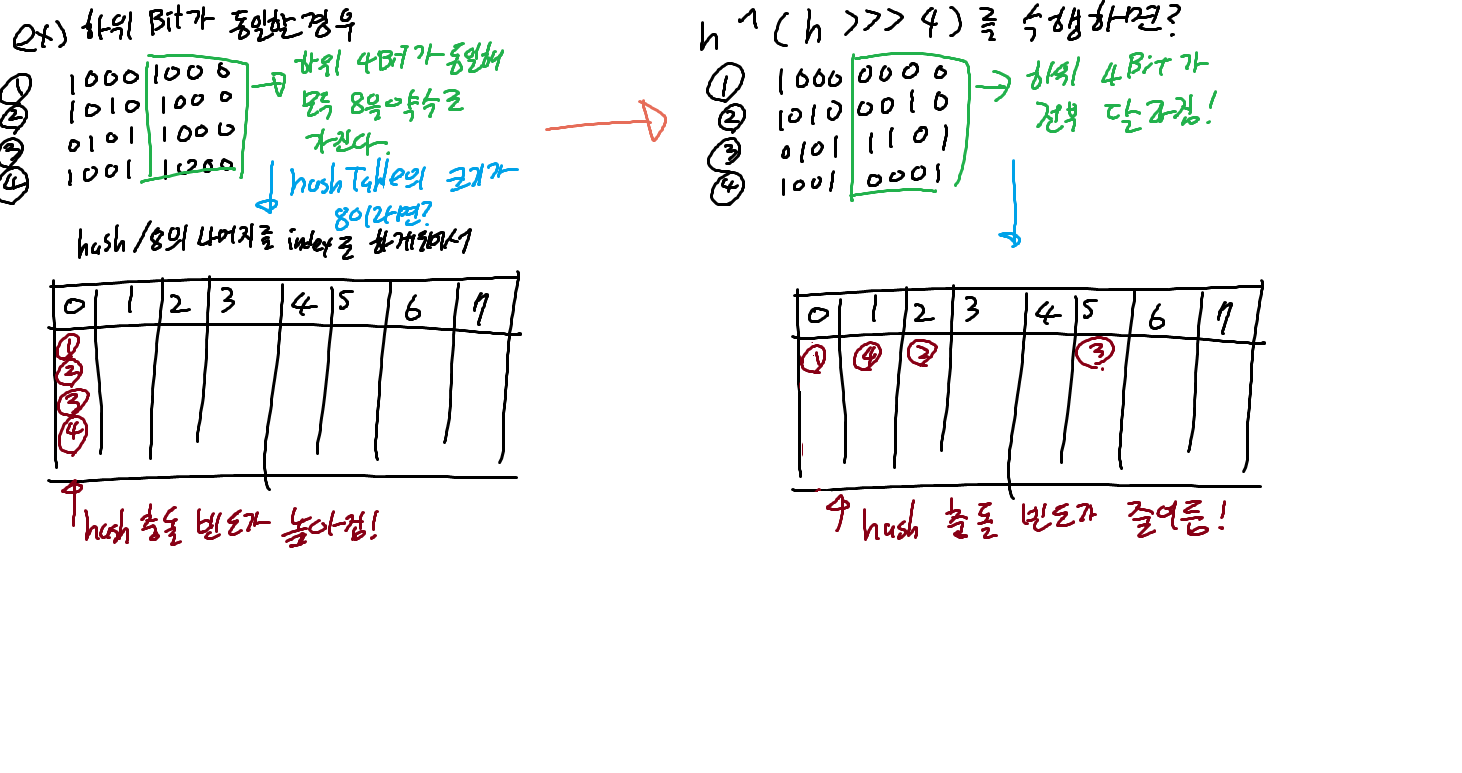 ex) 하위 Bit가 동일한 경우
① 1000 1000
② 1010 1000
③ 0101 1000
④ 1001 1000
하위 4Bit가 동일해
모두 8을 약수로
가진다.
hashTable의 크기가
8이라면?
hash/8의 나머지를 index로 하게되어서
0 1 2 3 4 5 6 7
①
②
③
④
hash 충돌 빈도가 높아짐!
h ^ (h >>> 4) 를 수행하면?
① 1000 0000
② 1010 0010
③ 0101 1101
④ 1001 0001
하위 4Bit가
전부 달라짐!
0 1 2 3 4 5 6 7
① ④ ② ③
hash 충돌 빈도가 줄어듦!